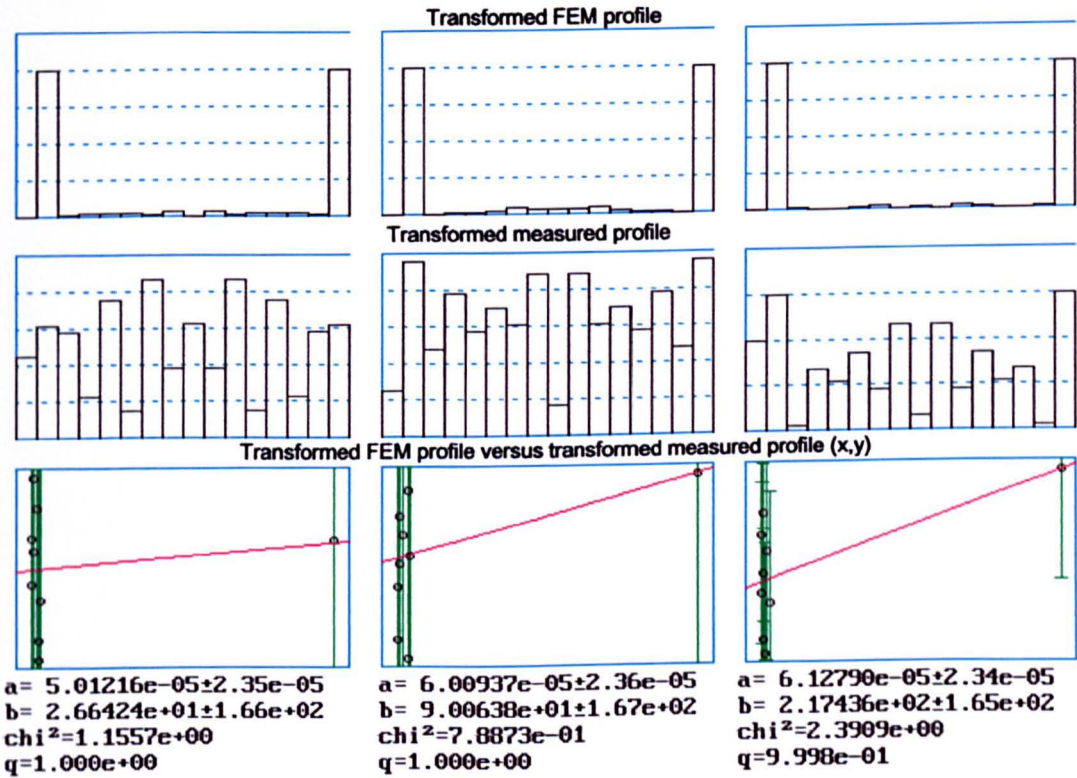 Transformed FEM profile
Transformed measured profile
Transformed FEM profile versus transformed measured profile (x,y)
a= 5.01216e-05±2.35e-05
b= 2.66424e+01±1.66e+02
chi²=1.1557e+00
q=1.000e+00
a= 6.00937e-05±2.36e-05
b= 9.00638e+01±1.67e+02
chi²=7.8873e-01
q=1.000e+00
a= 6.12790e-05±2.34e-05
b= 2.17436e+02±1.65e+02
chi²=2.3909e+00
q=9.998e-01